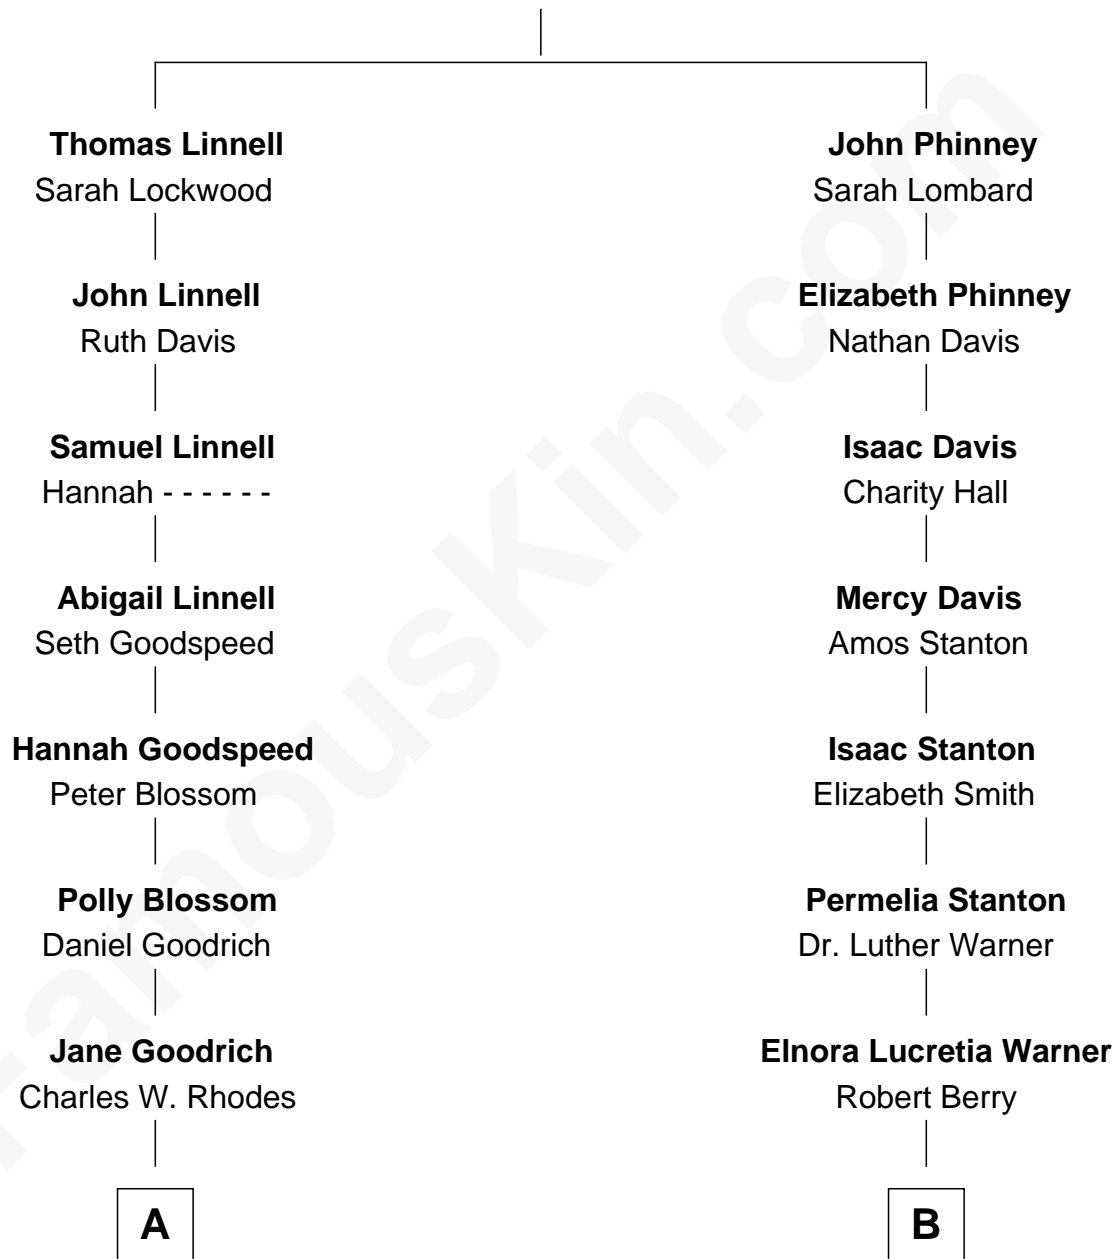 Thomas Linnell
Sarah Lockwood
John Linnell
Ruth Davis
Samuel Linnell
Hannah - - - - - -
Abigail Linnell
Seth Goodspeed
Hannah Goodspeed
Peter Blossom
Polly Blossom
Daniel Goodrich
Jane Goodrich
Charles W. Rhodes
A
John Phinney
Sarah Lombard
Elizabeth Phinney
Nathan Davis
Isaac Davis
Charity Hall
Mercy Davis
Amos Stanton
Isaac Stanton
Elizabeth Smith
Permelia Stanton
Dr. Luther Warner
Elnora Lucretia Warner
Robert Berry
B
FamousKin.com